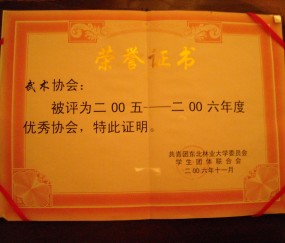 荣誉证书
武术协会：
被评为二00五——二00六年度
优秀协会，特此证明。
共青团东北林业大学委员会
学生团体联合会
二00六年十一月